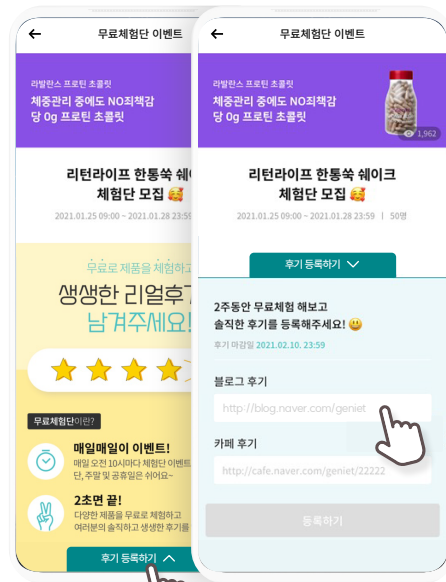 무료체험단 이벤트
라발란스 프로틴 초콜릿
체중관리 중에도 NO죄책감
당 0g 프로틴 초콜릿
리턴라이프 한통쑥 쉐
체험단 모집
2021.01.25 09:00 ~ 2021.01.28 23:59
무료로 제품을 체험하고
생생한 리얼후기
남겨주세요!
무료체험단이란?
매일매일이 이벤트!
매일 오전 10시마다 체험단 이벤트
단, 주말 및 공휴일은 쉬어요~
2초면 끝!
다양한 제품을 무료로 체험하고
여러분의 솔직하고 생생한 후기를
후기 등록하기
무료체험단 이벤트
라발란스 프로틴 초콜릿
체중관리 중에도 NO죄책감
당 0g 프로틴 초콜릿
1,962
리턴라이프 한통쑥 쉐이크
체험단 모집
2021.01.25 09:00 ~ 2021.01.28 23:59 | 50명
후기 등록하기
2주동안 무료체험 해보고
솔직한 후기를 등록해주세요!
후기 마감일 2021.02.10. 23:59
블로그 후기
http://blog.naver.com/geniet
카페 후기
http://cafe.naver.com/geniet/22222
등록하기